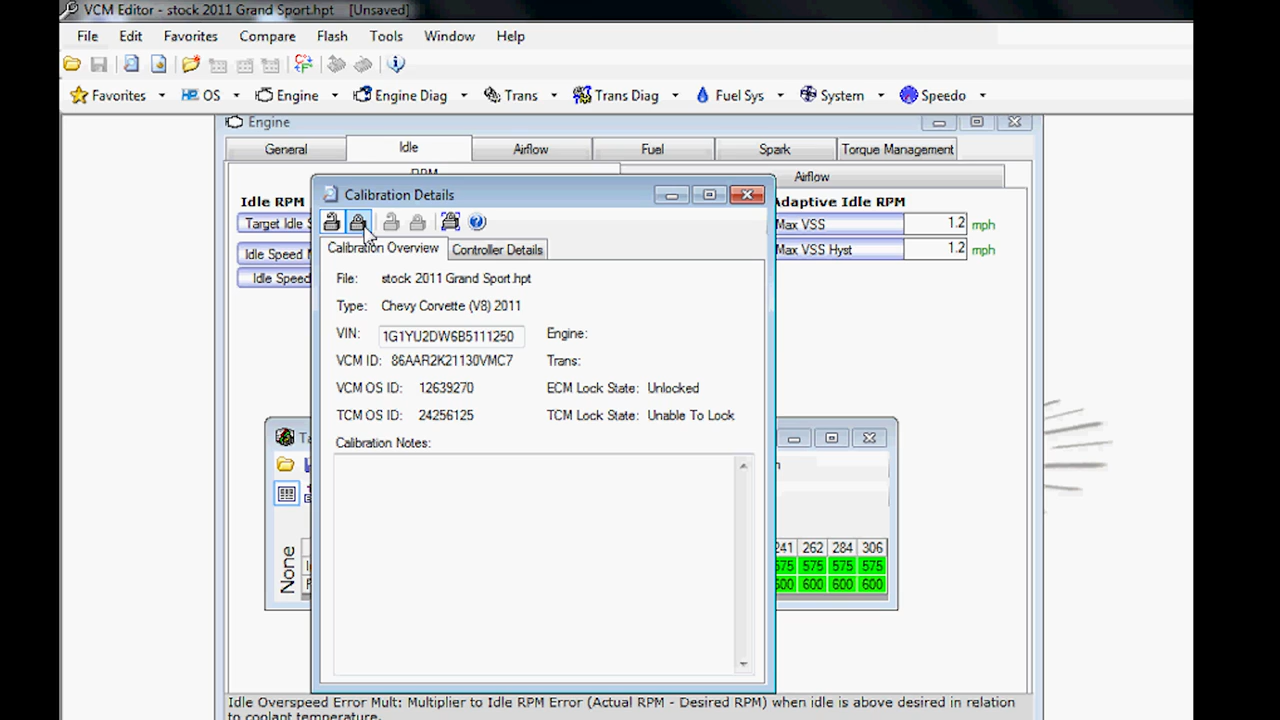 VCM Editor - stock 2011 Grand Sport.hpt [Unsaved]
File Edit Favorites Compare Flash Tools Window Help
Favorites HP OS Engine Engine Diag Trans Trans Diag Fuel Sys System Speedo
Engine
General Idle Airflow Fuel Spark Torque Management
RPM Airflow
Calibration Details
Idle RPM Adaptive Idle RPM
Target Idle S Max VSS 1.2 mph
Idle Speed M Max VSS Hyst 1.2 mph
Idle Speed
Calibration Overview Controller Details
File: stock 2011 Grand Sport.hpt
Type: Chevy Corvette (V8) 2011
VIN: 1G1YU2DW6B5111250 Engine:
VCM ID: 86AAR2K21130VMC7 Trans:
VCM OS ID: 12639270 ECM Lock State: Unlocked
TCM OS ID: 24256125 TCM Lock State: Unable To Lock
Calibration Notes:
None
241 262 284 306
575 575 575 575
600 600 600 600
Idle Overspeed Error Mult: Multiplier to Idle RPM Error (Actual RPM - Desired RPM) when idle is above desired in relation
to coolant temperature.